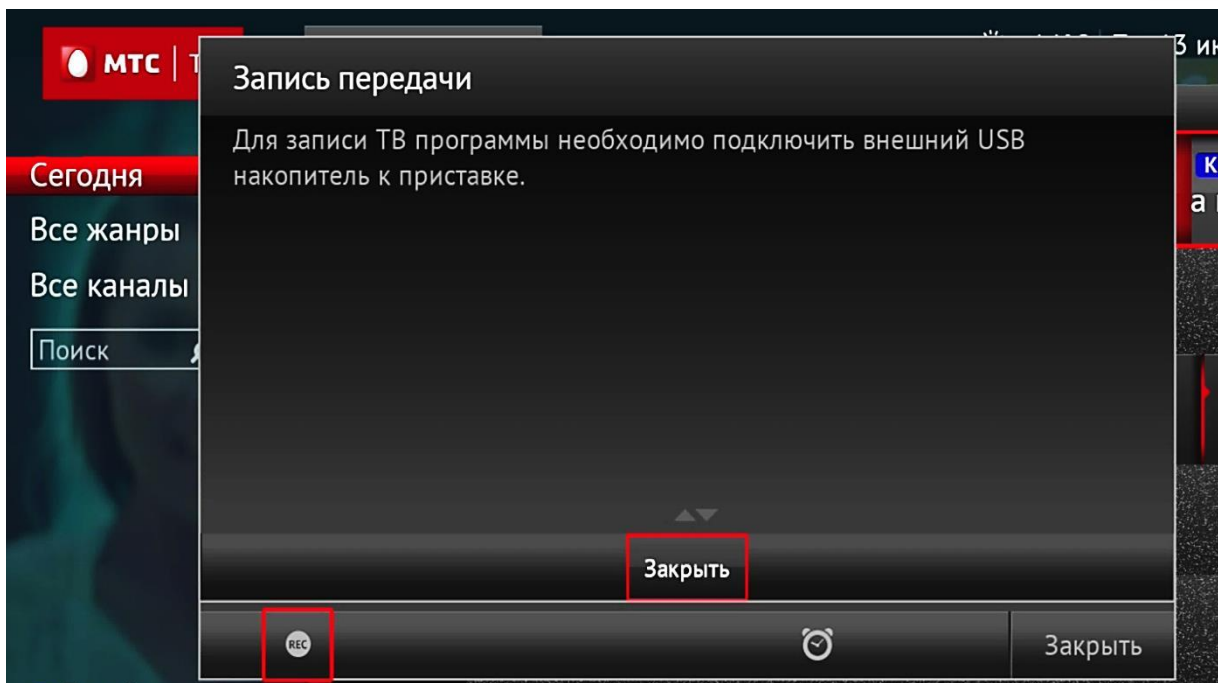 МТС
Запись передачи
Для записи ТВ программы необходимо подключить внешний USB
накопитель к приставке.
Сегодня
Все жанры
Все каналы
Поиск
Закрыть
REC
Закрыть